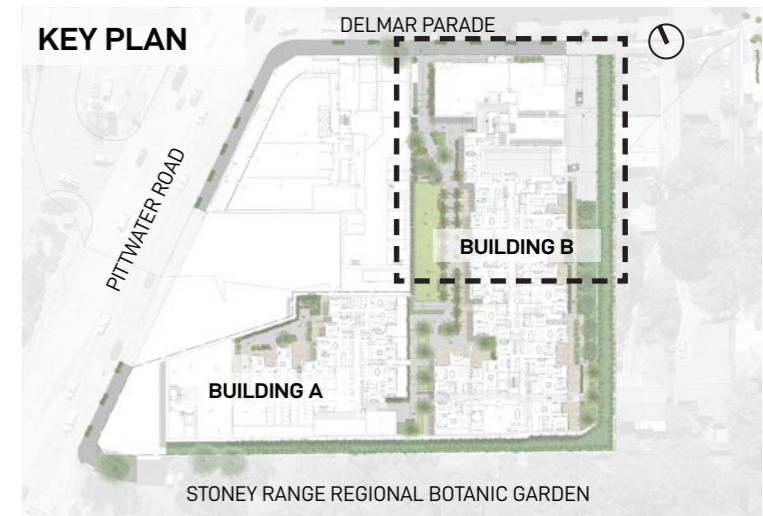 KEY PLAN
DELMAR PARADE
PITTWATER ROAD
BUILDING B
BUILDING A
STONEY RANGE REGIONAL BOTANIC GARDEN